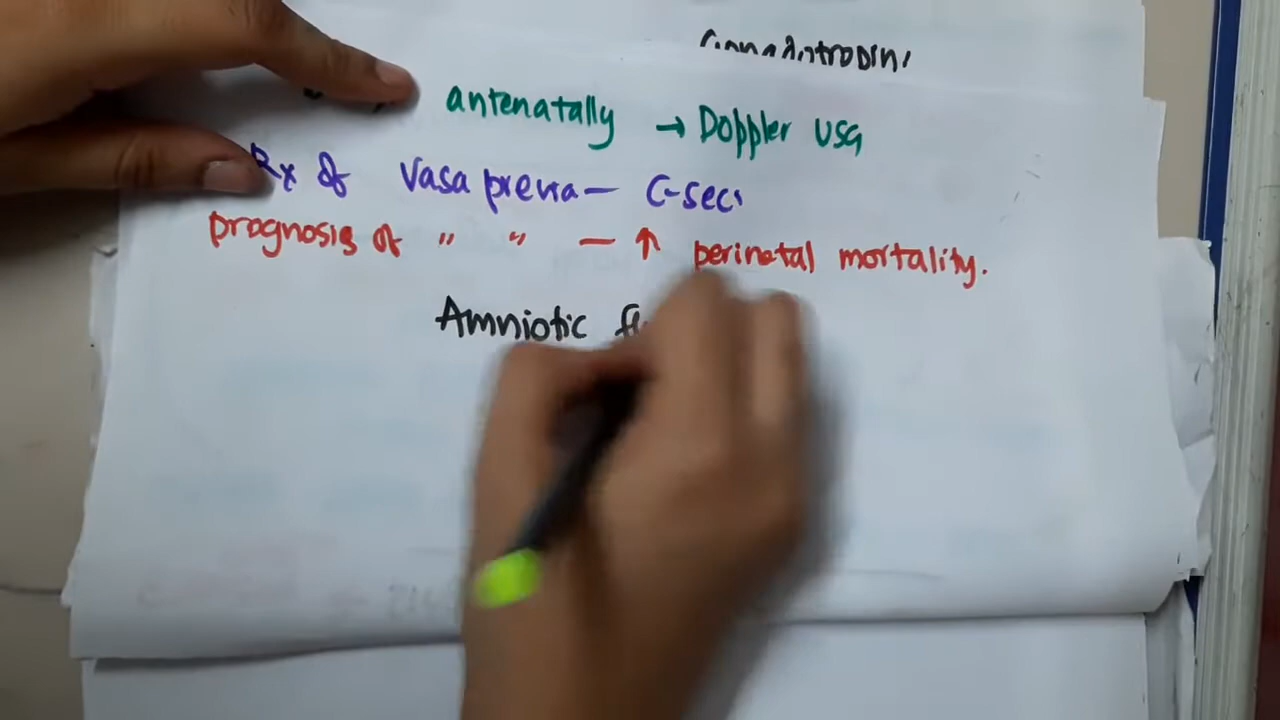 antenatally → Doppler USG
Rx of Vasa previa — C-sec
prognosis of " " — ↑ perinatal mortality.
Amniotic